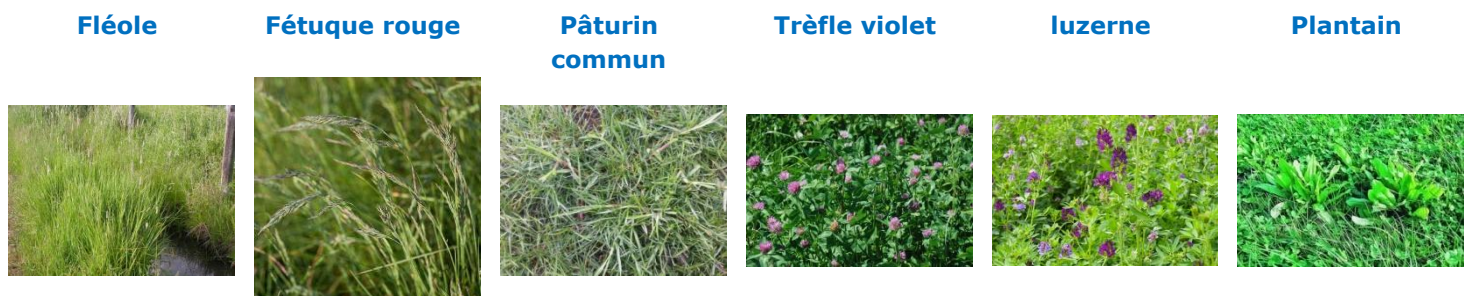 Fléole
Fétuque rouge
Pâturin
commun
Trèfle violet
luzerne
Plantain